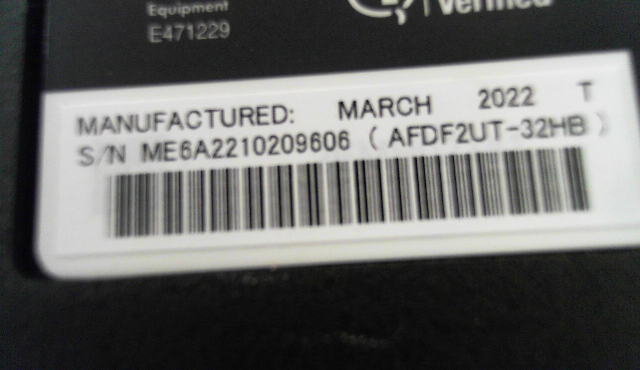 Equipment
E471229
Verified
MANUFACTURED: MARCH 2022 T
S/N ME6A2210209606 ( AFDF2UT-32HB )